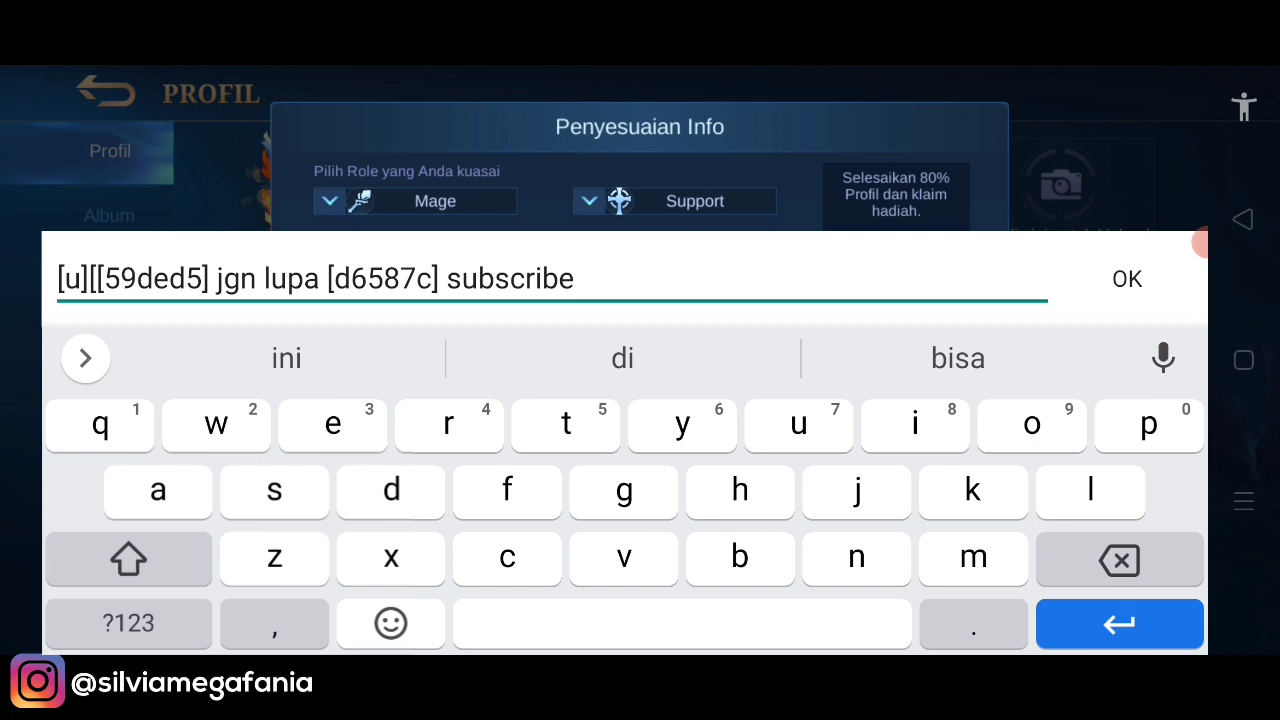 PROFIL
Penyesuaian Info
Profil
Album
Pilih Role yang Anda kuasai
Mage
Support
Selesaikan 80%
Profil dan klaim
hadiah.
[u][[59ded5] jgn lupa [d6587c] subscribe
OK
ini di bisa
q 1 w 2 e 3 r 4 t 5 y 6 u 7 i 8 o 9 p 0
a s d f g h j k l
z x c v b n m
?123 , .
@silviamegafania